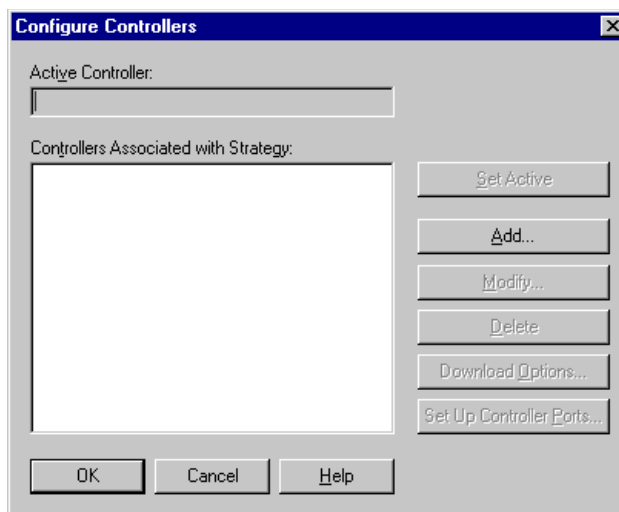 Configure Controllers
Active Controller:
Controllers Associated with Strategy:
Set Active
Add...
Modify...
Delete
Download Options...
Set Up Controller Ports...
OK
Cancel
Help